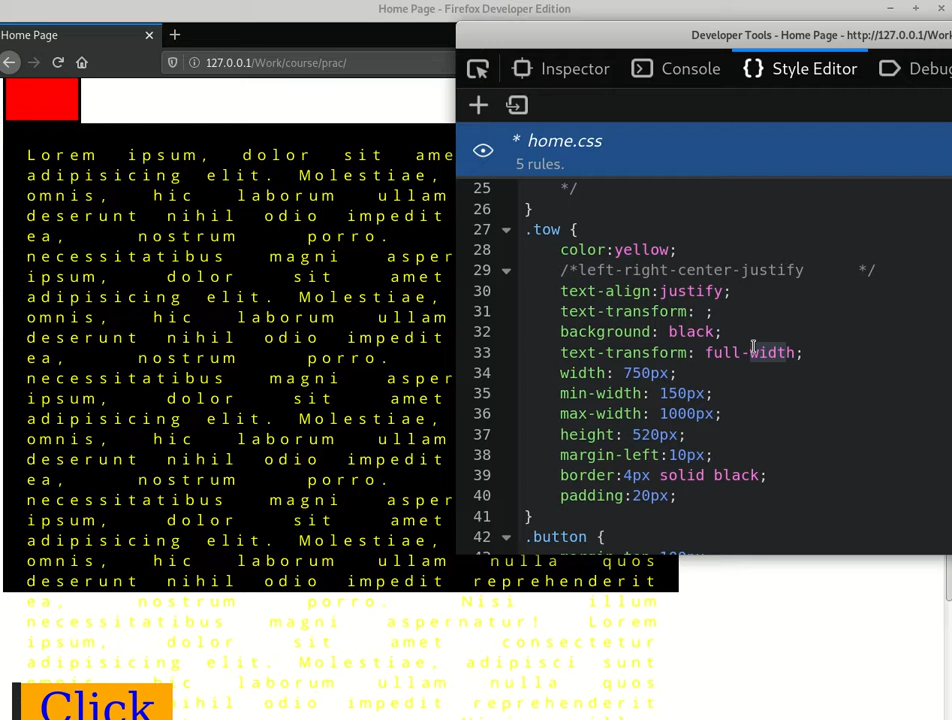 Home Page - Firefox Developer Edition
Home Page
127.0.0.1/Work/course/prac/
Developer Tools - Home Page - http://127.0.0.1/Work
Inspector Console {} Style Editor Debug
* home.css
5 rules.
25 */
26 }
27 .tow {
28 color:yellow;
29 /*left-right-center-justify */
30 text-align:justify;
31 text-transform: ;
32 background: black;
33 text-transform: full-width;
34 width: 750px;
35 min-width: 150px;
36 max-width: 1000px;
37 height: 520px;
38 margin-left:10px;
39 border:4px solid black;
40 padding:20px;
41 }
42 .button {
Lorem ipsum, dolor sit ame
adipisicing elit. Molestiae,
omnis, hic laborum ullam
deserunt nihil odio impedit
ea, nostrum porro.
necessitatibus magni asper
ipsum, dolor sit amet
adipisicing elit. Molestiae,
omnis, hic laborum ullam
deserunt nihil odio impedit
ea, nostrum porro.
necessitatibus magni asper
adipisicing elit. Molestiae,
omnis, hic laborum ullam
deserunt nihil odio impedit
ea, nostrum porro.
necessitatibus magni asper
ipsum, dolor sit amet
adipisicing elit. Molestiae,
omnis, hic laborum ullam nulla quos
deserunt nihil odio impedit reprehenderit
ea, nostrum porro. Nisi illum
necessitatibus magni aspernatur! Lorem
ipsum, dolor sit amet consectetur
adipisicing elit. Molestiae, adipisci sunt
omnis, hic laborum ullam nulla quos
nihil odio impedit reprehenderit
Click